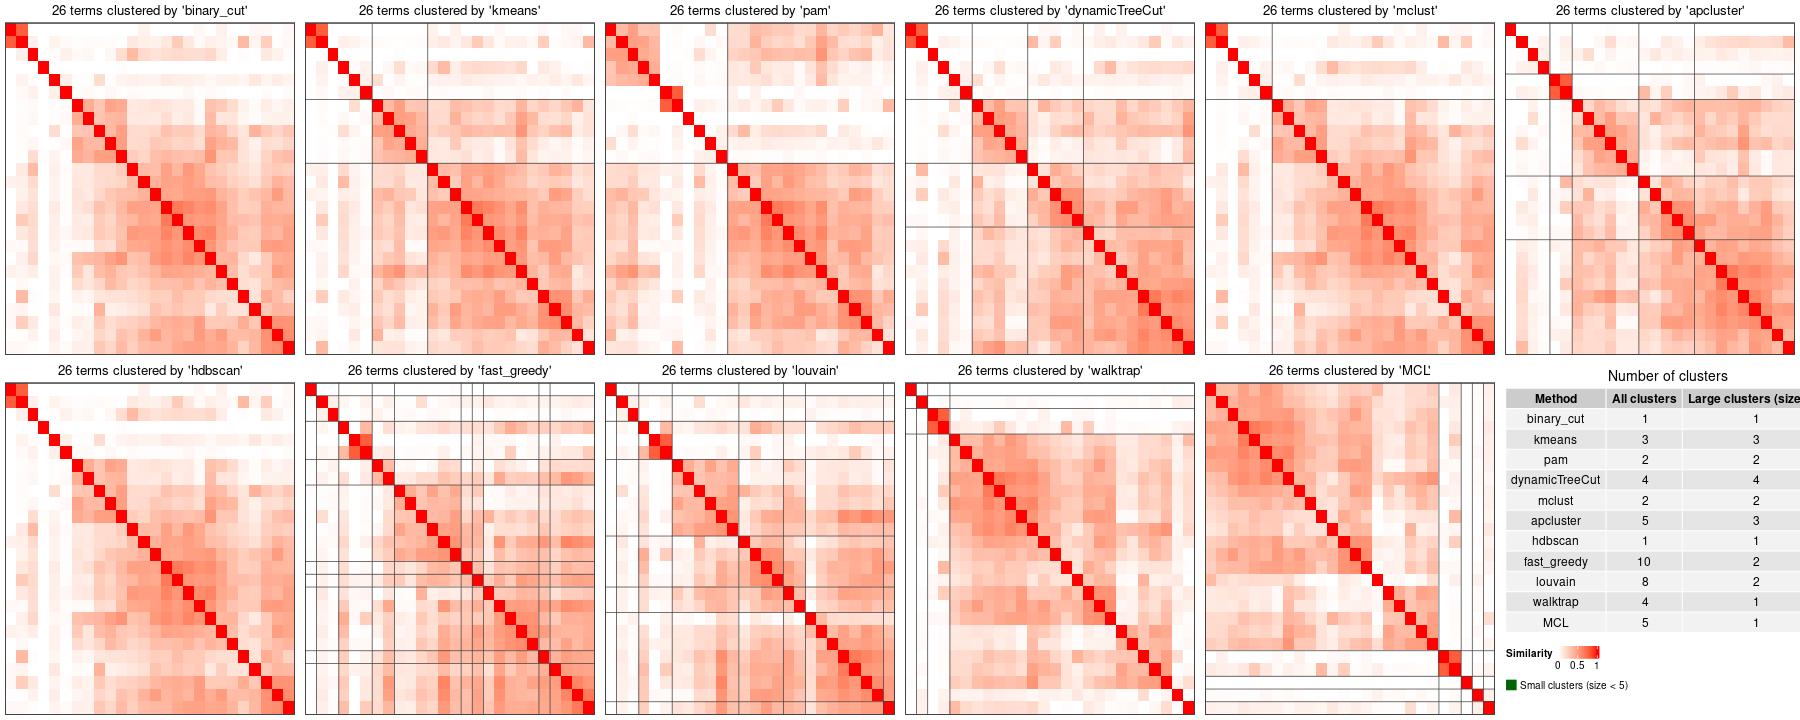 26 terms clustered by 'binary_cut'
26 terms clustered by 'kmeans'
26 terms clustered by 'pam'
26 terms clustered by 'dynamicTreeCut'
26 terms clustered by 'mclust'
26 terms clustered by 'apcluster'
26 terms clustered by 'hdbscan'
26 terms clustered by 'fast_greedy'
26 terms clustered by 'louvain'
26 terms clustered by 'walktrap'
26 terms clustered by 'MCL'
Number of clusters
Method All clusters Large clusters (size
binary_cut 1 1
kmeans 3 3
pam 2 2
dynamicTreeCut 4 4
mclust 2 2
apcluster 5 3
hdbscan 1 1
fast_greedy 10 2
louvain 8 2
walktrap 4 1
MCL 5 1
Similarity
0 0.5 1
Small clusters (size < 5)